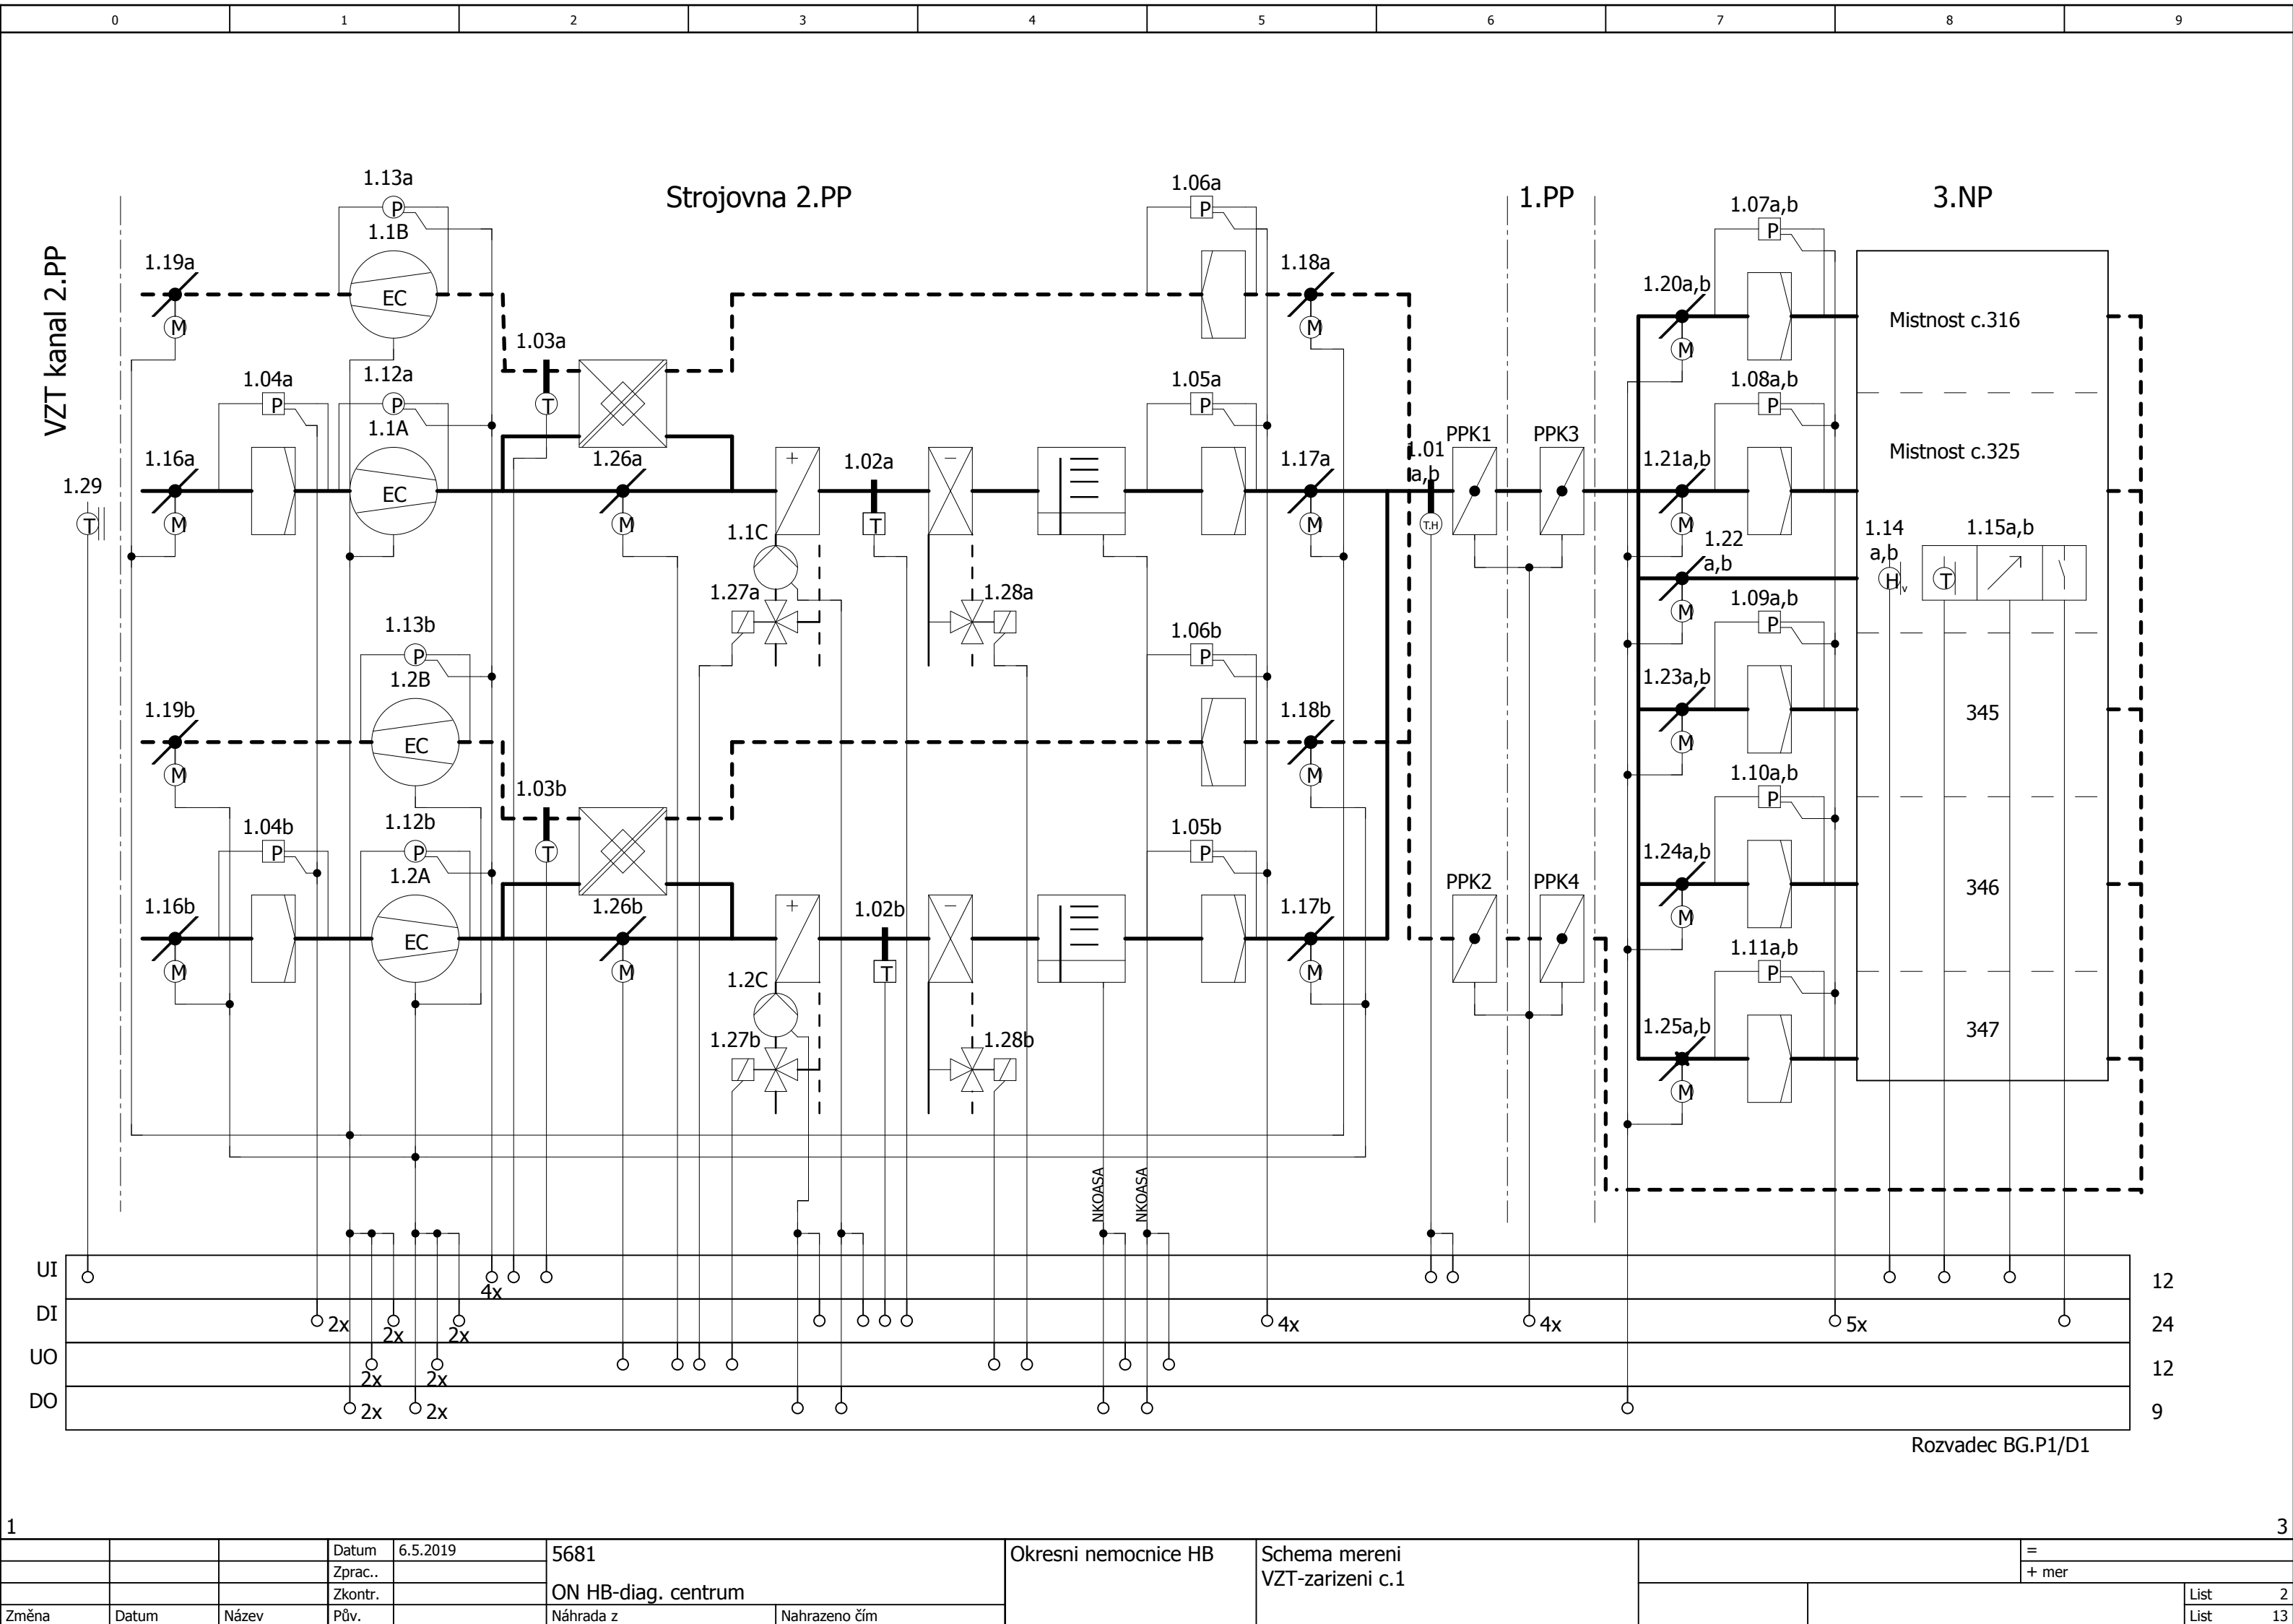 0 1 2 3 4 5 6 7 8 9
VZT kanal 2.PP
Strojovna 2.PP
1.PP
3.NP
1.13a
P
1.1B
EC
1.19a
M
1.03a
T
1.06a
P
1.18a
M
1.07a,b
P
1.20a,b
M
Mistnost c.316
1.29
T
1.04a
P
1.12a
P
1.1A
EC
1.16a
M
1.26a
M
+
1.1C
1.27a
1.02a
T
−
1.28a
1.05a
P
1.17a
M
1.01
a,b
T.H
PPK1
PPK3
1.08a,b
P
1.21a,b
M
Mistnost c.325
1.22
a,b
M
1.14
a,b
H
v
1.15a,b
T
1.13b
P
1.2B
EC
1.19b
M
1.03b
T
1.06b
P
1.18b
M
1.09a,b
P
1.23a,b
M
345
1.04b
P
1.12b
P
1.2A
EC
1.16b
M
1.26b
M
+
1.2C
1.27b
1.02b
T
−
1.28b
1.05b
P
1.17b
M
PPK2
PPK4
1.10a,b
P
1.24a,b
M
346
1.11a,b
P
1.25a,b
M
347
NKOASA
NKOASA
UI
4x
12
DI
2x
2x
2x
4x
4x
5x
24
UO
2x
2x
12
DO
2x
2x
9
Rozvadec BG.P1/D1
1
3
Datum 6.5.2019
Zprac..
Zkontr.
Změna Datum Název Pův.
5681
ON HB-diag. centrum
Náhrada z Nahrazeno čím
Okresni nemocnice HB
Schema mereni
VZT-zarizeni c.1
=
+ mer
List 2
List 13